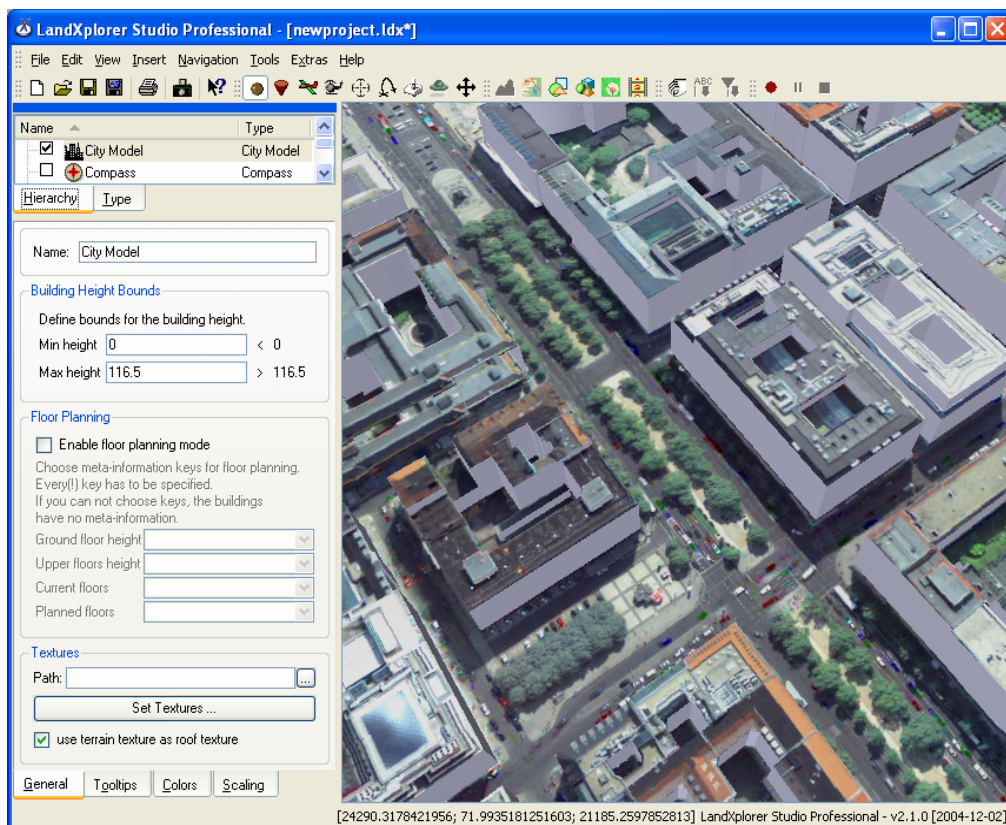 LandXplorer Studio Professional - [newproject.ldx*]
File Edit View Insert Navigation Tools Extras Help
ABC
Name Type
City Model City Model
Compass Compass
Hierarchy Type
Name: City Model
Building Height Bounds
Define bounds for the building height.
Min height 0 < 0
Max height 116.5 > 116.5
Floor Planning
Enable floor planning mode
Choose meta-information keys for floor planning.
Every(!) key has to be specified.
If you can not choose keys, the buildings
have no meta-information.
Ground floor height
Upper floors height
Current floors
Planned floors
Textures
Path: ...
Set Textures ...
use terrain texture as roof texture
General Tooltips Colors Scaling
[24290.3178421956; 71.9935181251603; 21185.2597852813] LandXplorer Studio Professional - v2.1.0 [2004-12-02]